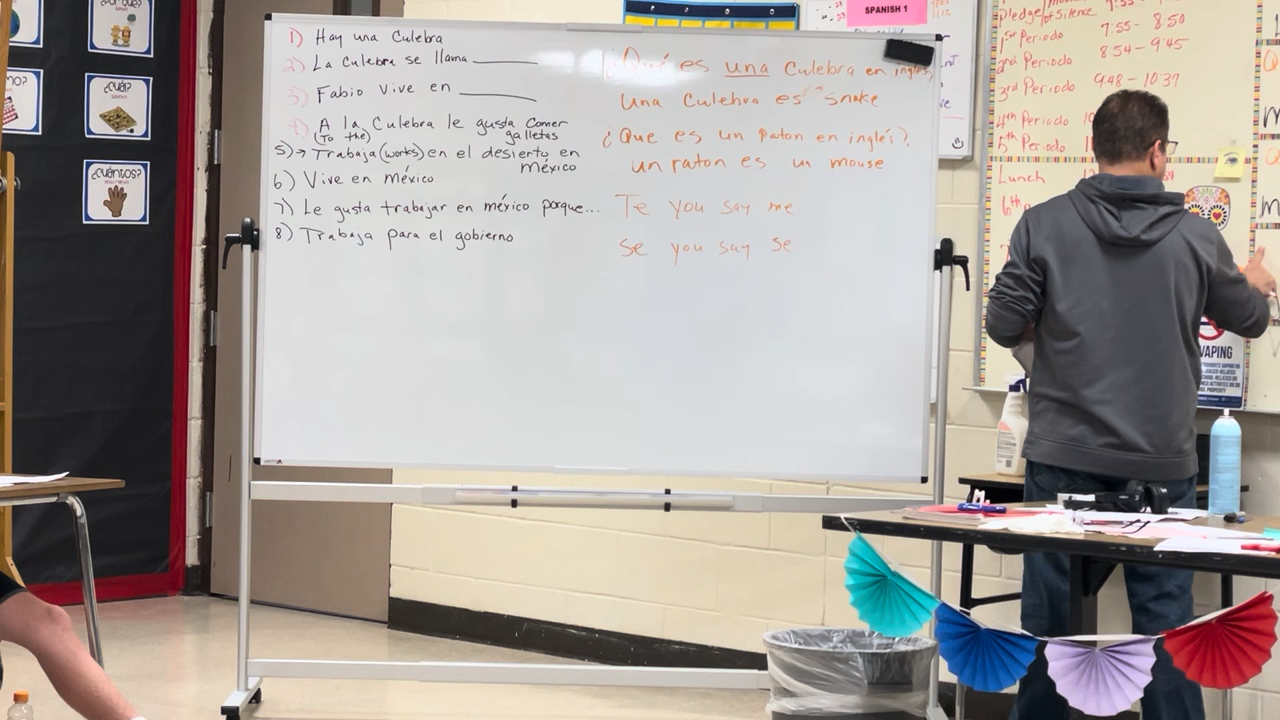 1) Hay una Culebra
2) La Culebra se llama
3) Fabio Vive en
4) A la Culebra le gusta Comer
(To the) galletas
5) → Trabaja (works) en el desierto en
méxico
6) Vive en México
7) Le gusta trabajar en méxico porque...
8) Trabaja para el gobierno
¿Qué es una Culebra en inglés,
una Culebra es snake
¿Que es un Raton en inglés?,
un raton es un mouse
Te you say me
Se you say se
SPANISH 1
Pledge/
of Silence
1st Periodo 7:55 - 8:50
2nd Periodo 8:54 - 9:45
3rd Periodo 9:48 - 10:37
4th Periodo
5th Periodo
Lunch
6th
VAPING
¿Cuál?
¿Cuántos?